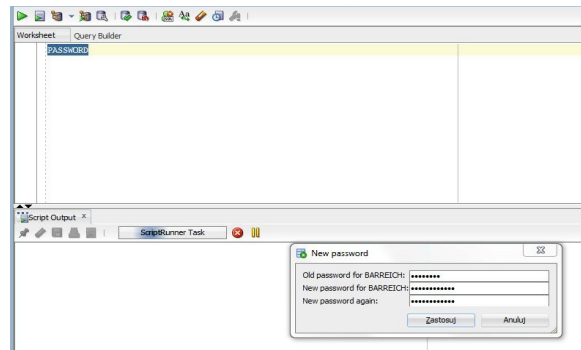 Worksheet Query Builder
PASSWORD
Script Output ×
ScriptRunner Task
New password
Old password for BARREICH: ••••••••
New password for BARREICH: ••••••••••••
New password again: ••••••••••••
Zastosuj Anuluj